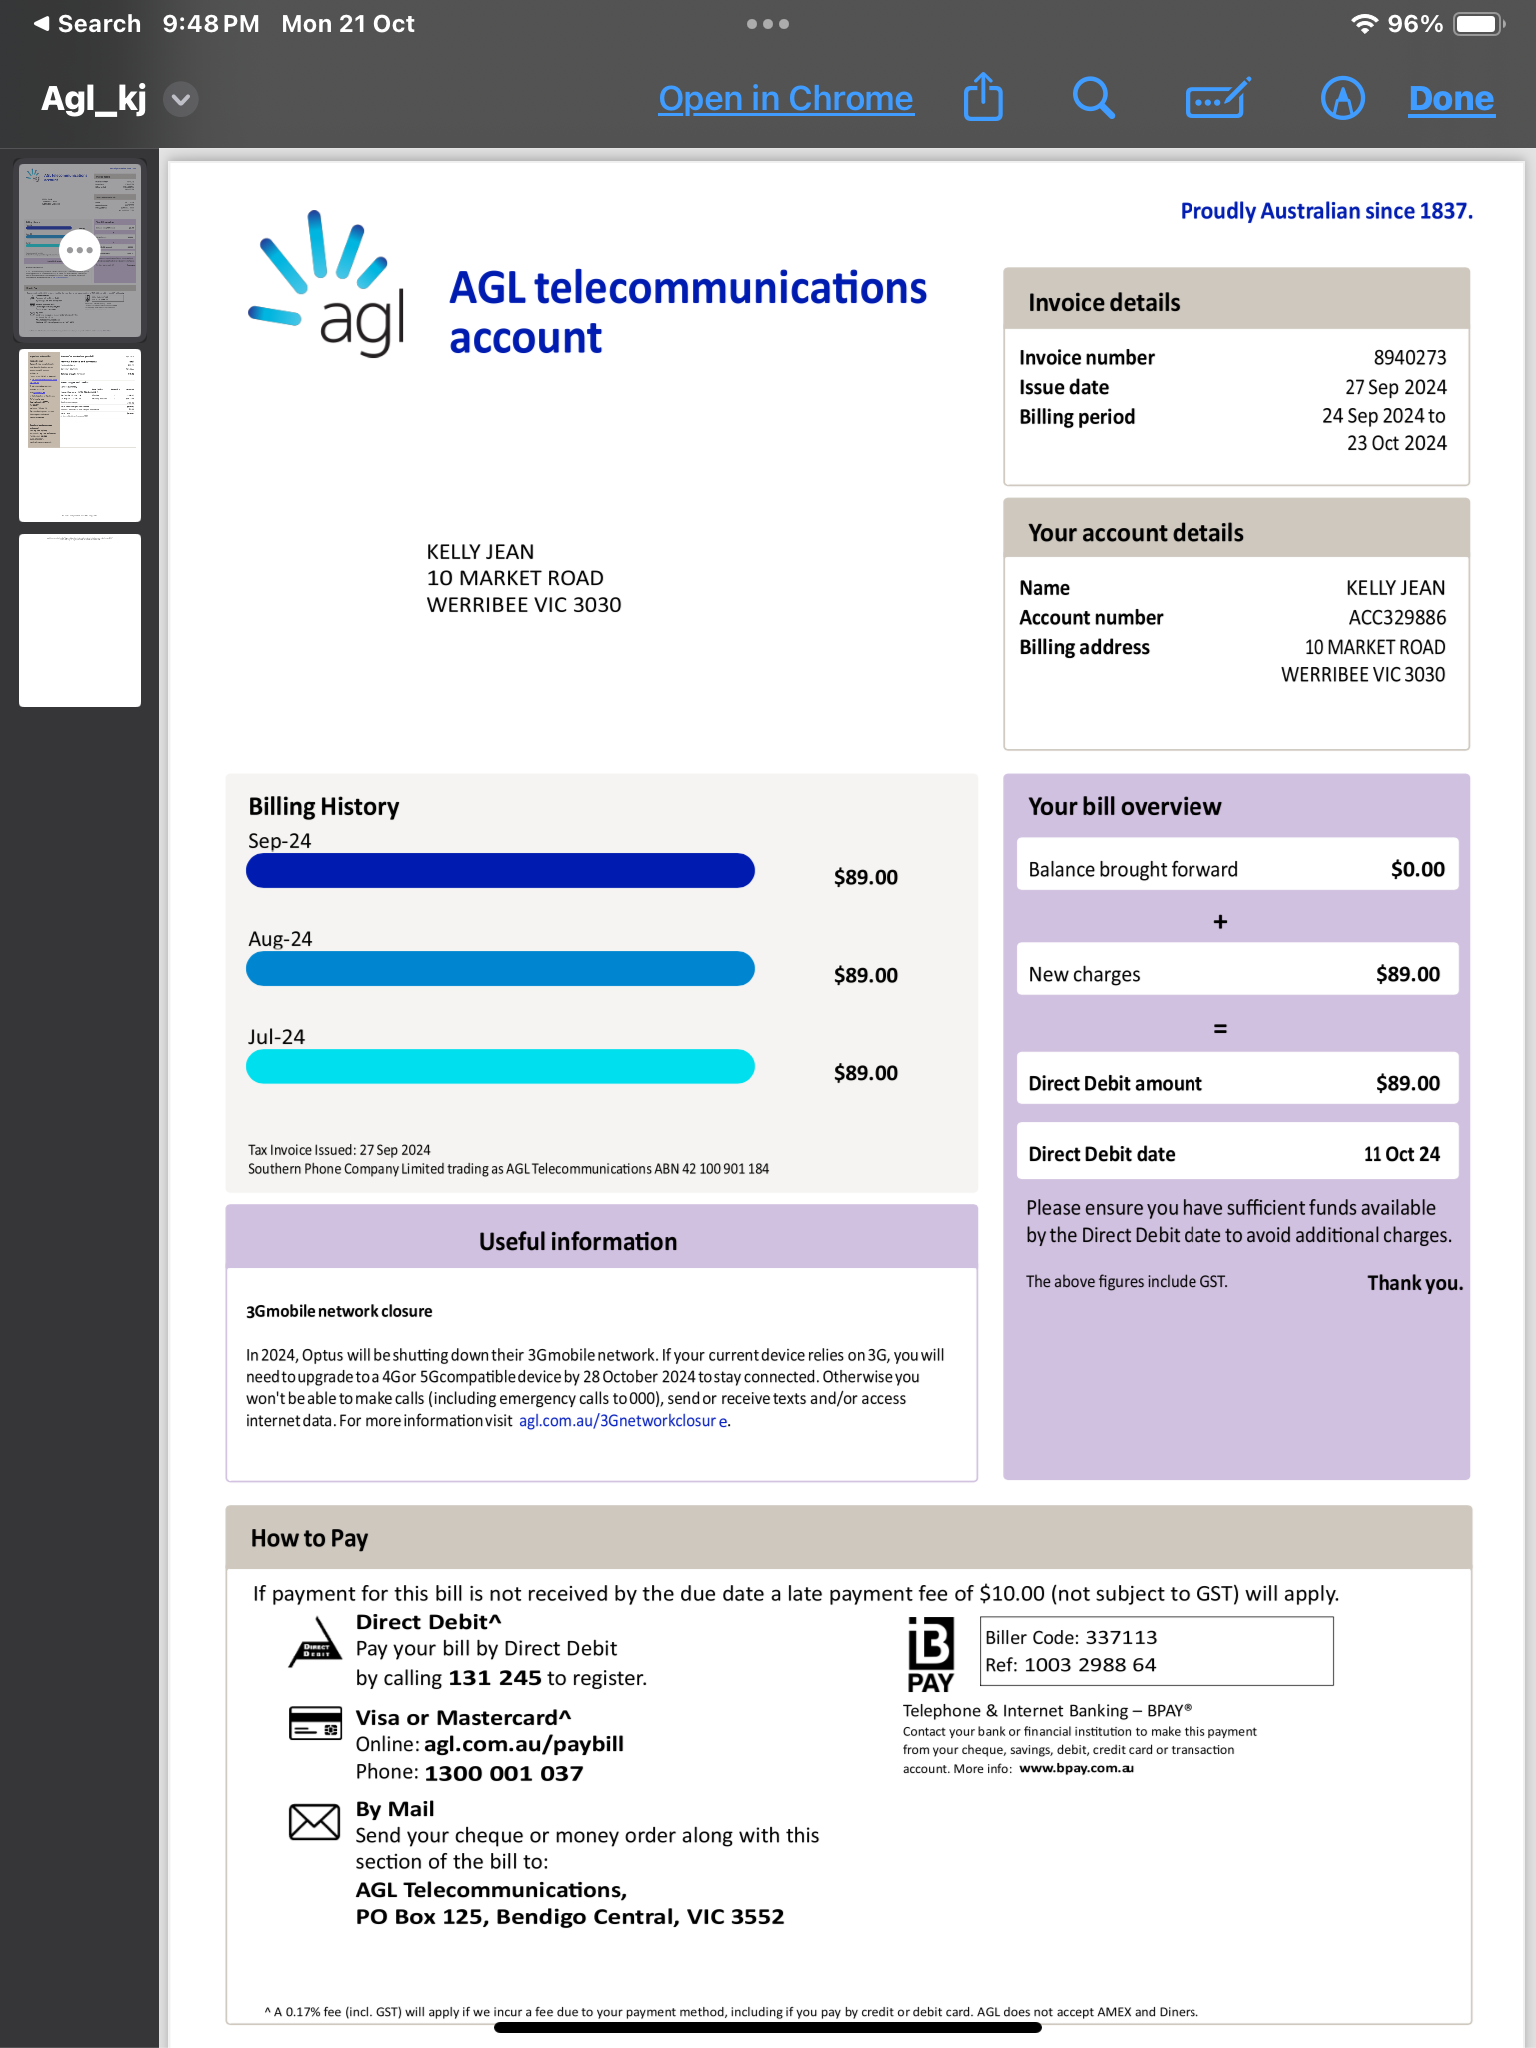 Search 9:48 PM Mon 21 Oct 96%
Agl_kj Open in Chrome Done
Proudly Australian since 1837.
agl
AGL telecommunications
account
Invoice details
Invoice number 8940273
Issue date 27 Sep 2024
Billing period 24 Sep 2024 to
23 Oct 2024
KELLY JEAN
10 MARKET ROAD
WERRIBEE VIC 3030
Your account details
Name KELLY JEAN
Account number ACC329886
Billing address 10 MARKET ROAD
WERRIBEE VIC 3030
Billing History
Sep-24
$89.00
Aug-24
$89.00
Jul-24
$89.00
Tax Invoice Issued: 27 Sep 2024
Southern Phone Company Limited trading as AGL Telecommunications ABN 42 100 901 184
Your bill overview
Balance brought forward $0.00
+
New charges $89.00
=
Direct Debit amount $89.00
Direct Debit date 11 Oct 24
Please ensure you have sufficient funds available
by the Direct Debit date to avoid additional charges.
The above figures include GST. Thank you.
Useful information
3Gmobile network closure
In 2024, Optus will be shutting down their 3G mobile network. If your current device relies on 3G, you will
need to upgrade to a 4G or 5G compatible device by 28 October 2024 to stay connected. Otherwise you
won't be able to make calls (including emergency calls to 000), send or receive texts and/or access
internet data. For more information visit agl.com.au/3Gnetworkclosure.
How to Pay
If payment for this bill is not received by the due date a late payment fee of $10.00 (not subject to GST) will apply.
DIRECT
DEBIT
Direct Debit^
Pay your bill by Direct Debit
by calling 131 245 to register.
Visa or Mastercard^
Online: agl.com.au/paybill
Phone: 1300 001 037
By Mail
Send your cheque or money order along with this
section of the bill to:
AGL Telecommunications,
PO Box 125, Bendigo Central, VIC 3552
B
PAY
Biller Code: 337113
Ref: 1003 2988 64
Telephone & Internet Banking – BPAY®
Contact your bank or financial institution to make this payment
from your cheque, savings, debit, credit card or transaction
account. More info: www.bpay.com.au
^ A 0.17% fee (incl. GST) will apply if we incur a fee due to your payment method, including if you pay by credit or debit card. AGL does not accept AMEX and Diners.